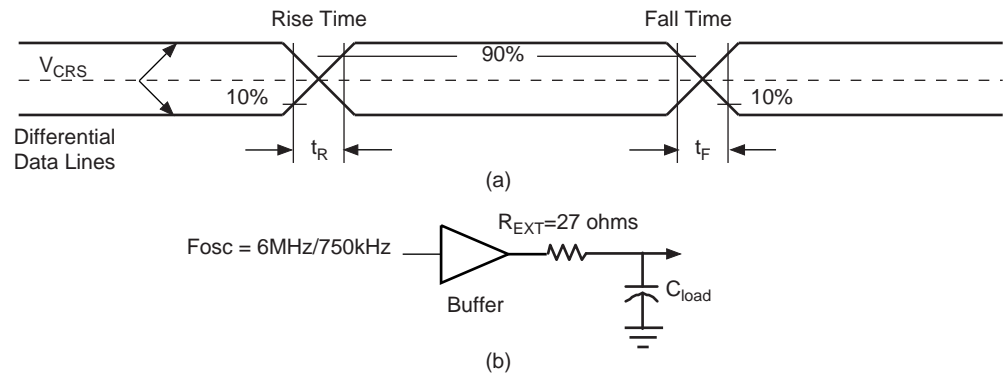 Rise Time Fall Time
V_CRS
90%
10% 10%
Differential
Data Lines
t_R t_F
(a)
R_EXT=27 ohms
Fosc = 6MHz/750kHz
C_load
Buffer
(b)